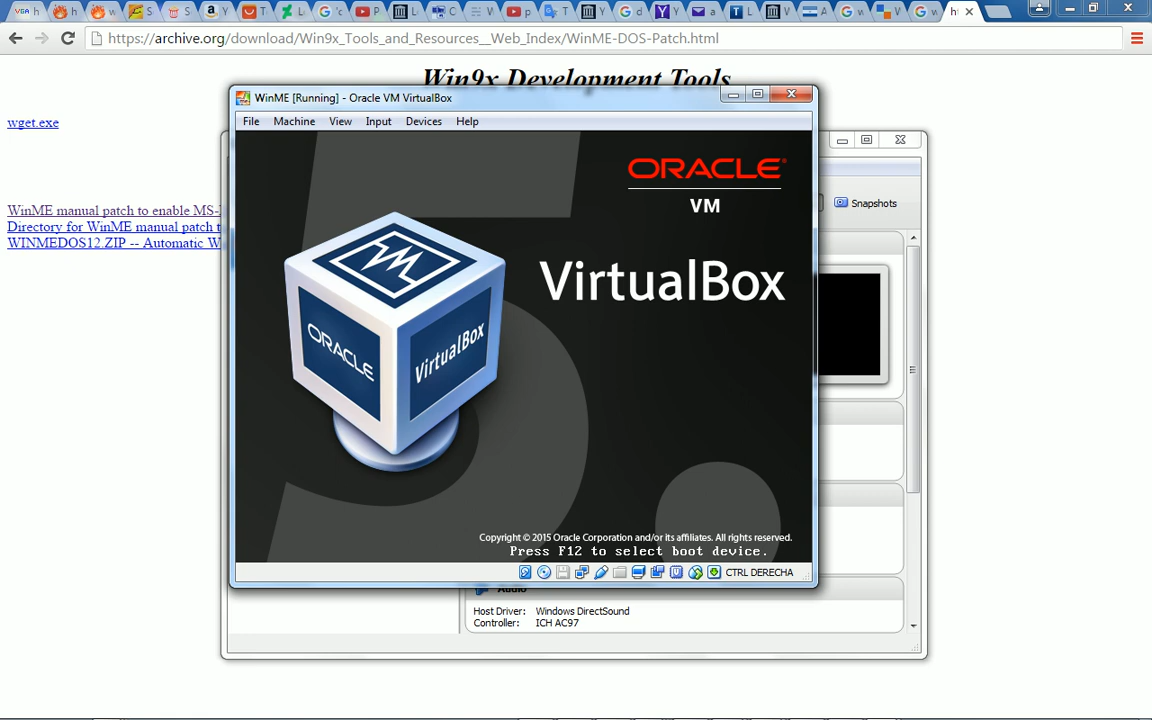 https://archive.org/download/Win9x_Tools_and_Resources__Web_Index/WinME-DOS-Patch.html
Win9x Development Tools
wget.exe
WinME manual patch to enable MS-
Directory for WinME manual patch t
WINMEDOS12.ZIP -- Automatic W
WinME [Running] - Oracle VM VirtualBox
File Machine View Input Devices Help
ORACLE
VM
VirtualBox
ORACLE
VirtualBox
Copyright © 2015 Oracle Corporation and/or its affiliates. All rights reserved.
Press F12 to select boot device.
CTRL DERECHA
Snapshots
Audio
Host Driver: Windows DirectSound
Controller: ICH AC97